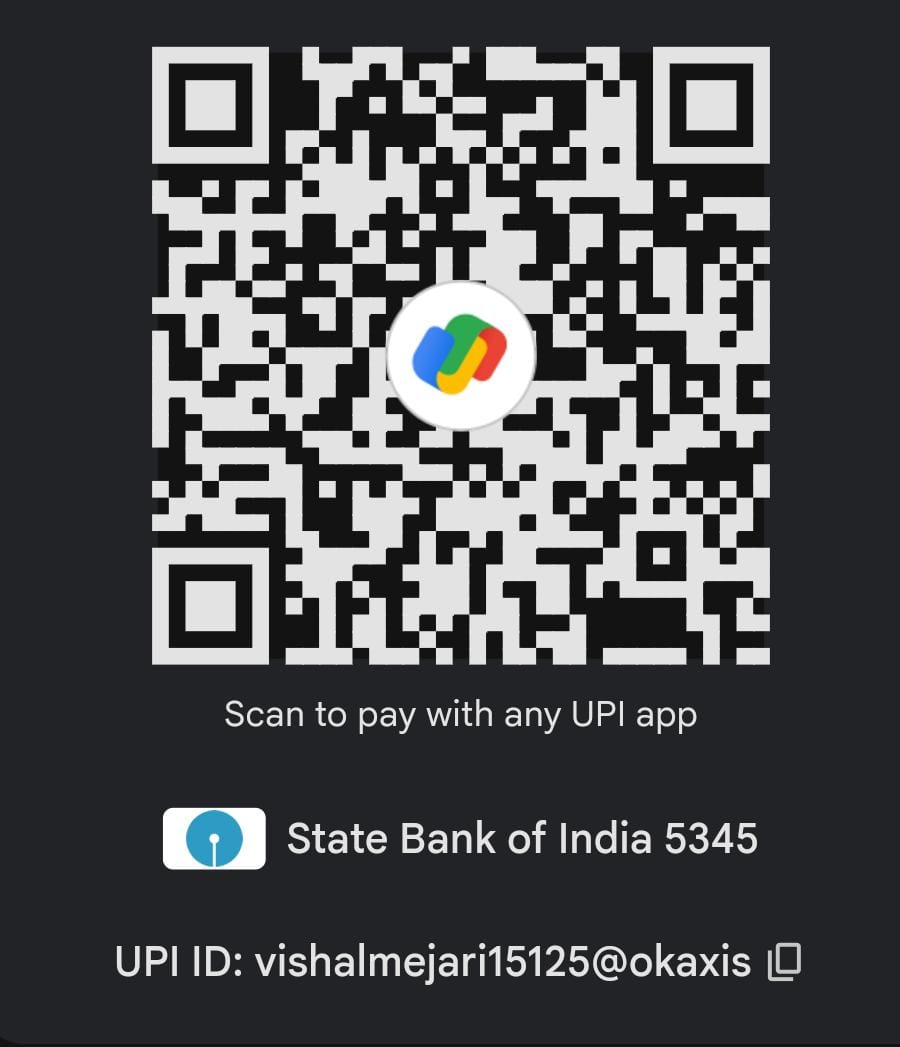 Scan to pay with any UPI app
State Bank of India 5345
UPI ID: vishalmejari15125@okaxis